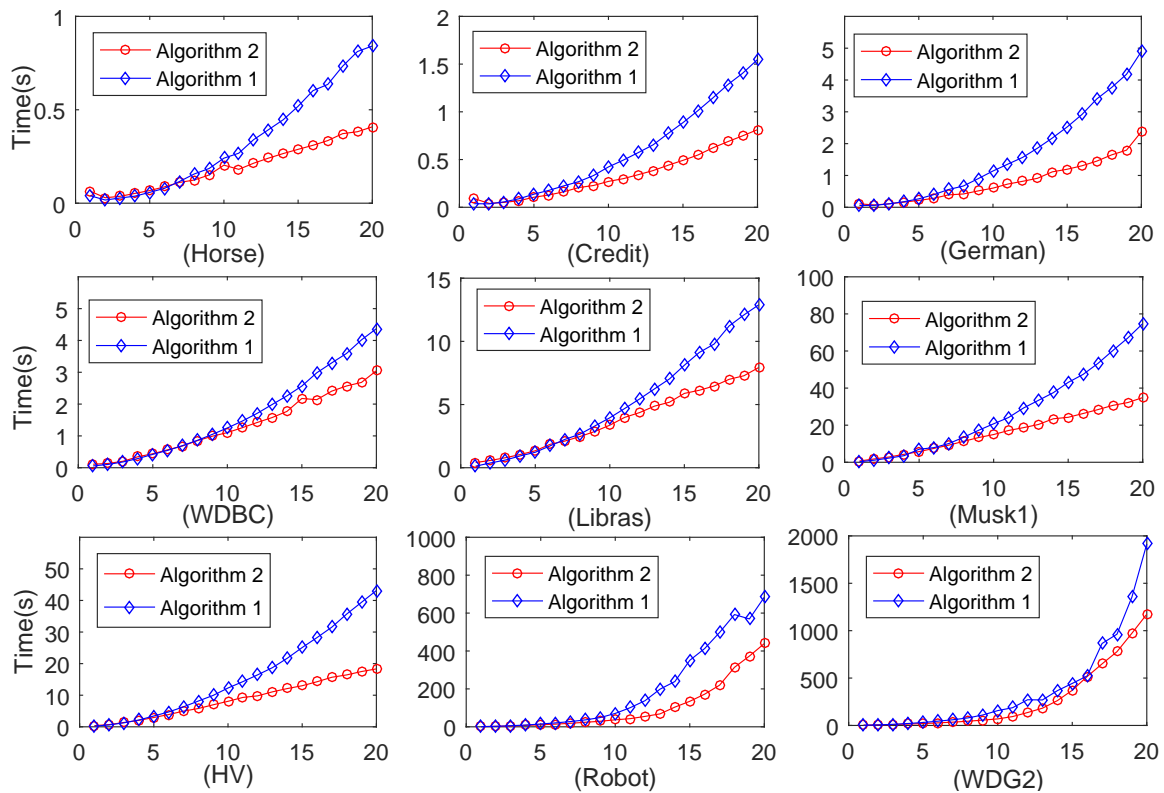 Time(s)
1
0.5
0
0 5 10 15 20
(Horse)
Algorithm 2
Algorithm 1
2
1.5
1
0.5
0
0 5 10 15 20
(Credit)
Algorithm 2
Algorithm 1
5
4
3
2
1
0
0 5 10 15 20
(German)
Algorithm 2
Algorithm 1
Time(s)
5
4
3
2
1
0
0 5 10 15 20
(WDBC)
Algorithm 2
Algorithm 1
15
10
5
0
0 5 10 15 20
(Libras)
Algorithm 2
Algorithm 1
100
80
60
40
20
0
0 5 10 15 20
(Musk1)
Algorithm 2
Algorithm 1
Time(s)
50
40
30
20
10
0
0 5 10 15 20
(HV)
Algorithm 2
Algorithm 1
1000
800
600
400
200
0
0 5 10 15 20
(Robot)
Algorithm 2
Algorithm 1
2000
1500
1000
500
0
0 5 10 15 20
(WDG2)
Algorithm 2
Algorithm 1